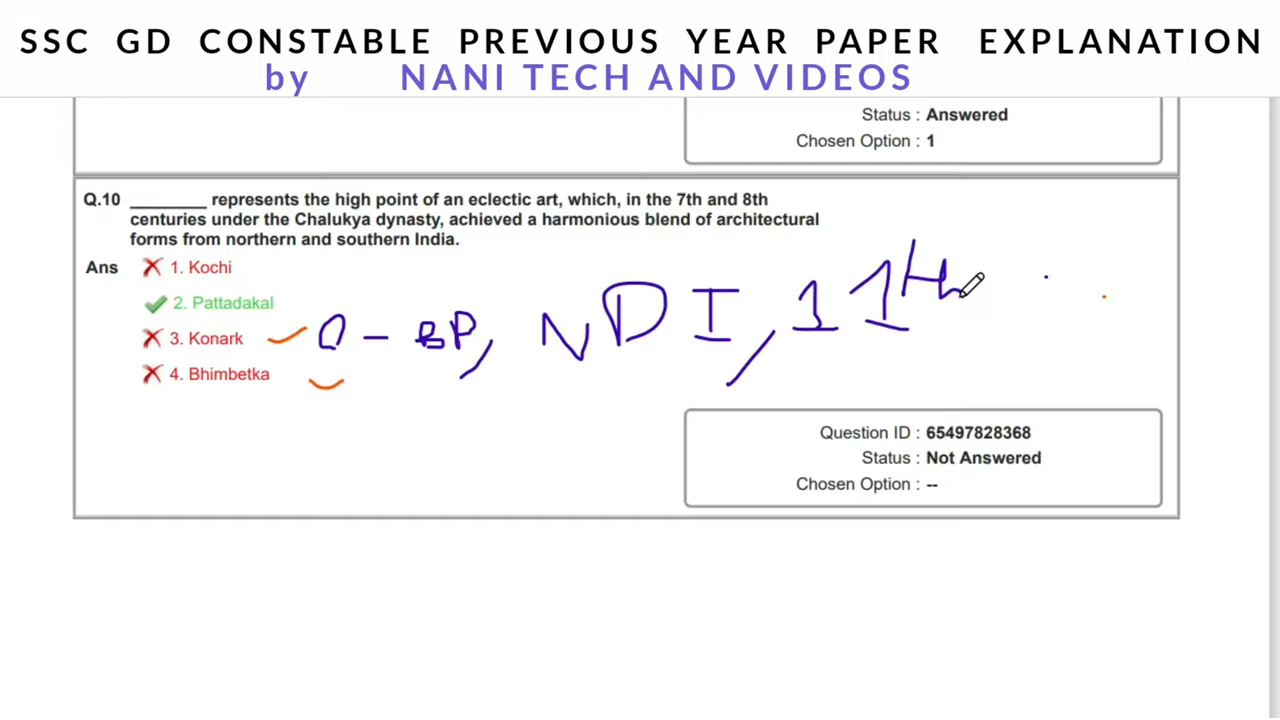 SSC GD CONSTABLE PREVIOUS YEAR PAPER EXPLANATION
by NANI TECH AND VIDEOS
Status : Answered
Chosen Option : 1
Q.10 ________ represents the high point of an eclectic art, which, in the 7th and 8th
centuries under the Chalukya dynasty, achieved a harmonious blend of architectural
forms from northern and southern India.
Ans 1. Kochi
2. Pattadakal
3. Konark
4. Bhimbetka
O - BP, NDI, 11th
Question ID : 65497828368
Status : Not Answered
Chosen Option : --